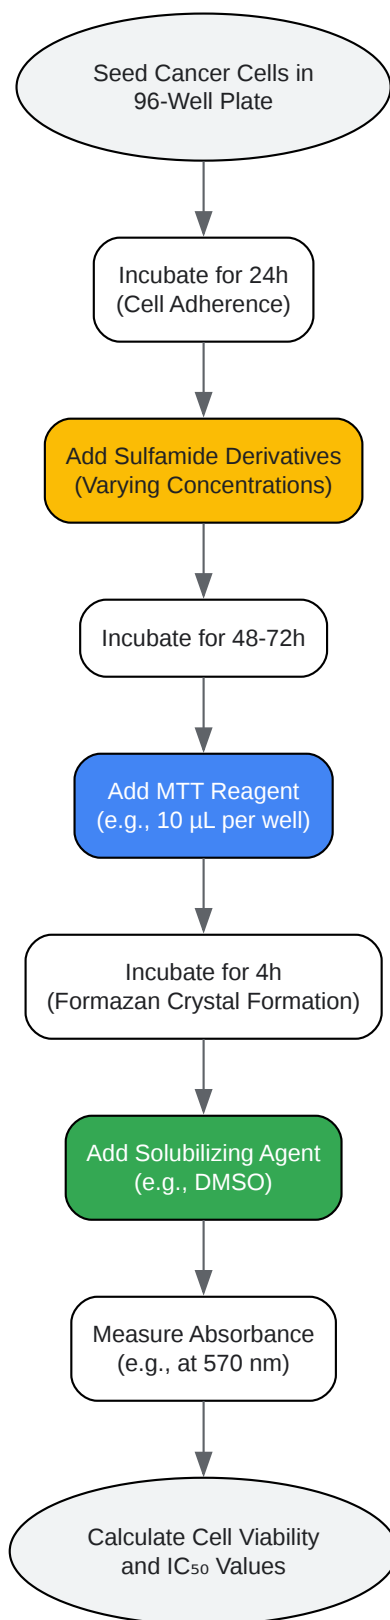 Seed Cancer Cells in
96-Well Plate
Incubate for 24h
(Cell Adherence)
Add Sulfamide Derivatives
(Varying Concentrations)
Incubate for 48-72h
Add MTT Reagent
(e.g., 10 µL per well)
Incubate for 4h
(Formazan Crystal Formation)
Add Solubilizing Agent
(e.g., DMSO)
Measure Absorbance
(e.g., at 570 nm)
Calculate Cell Viability
and IC₅₀ Values